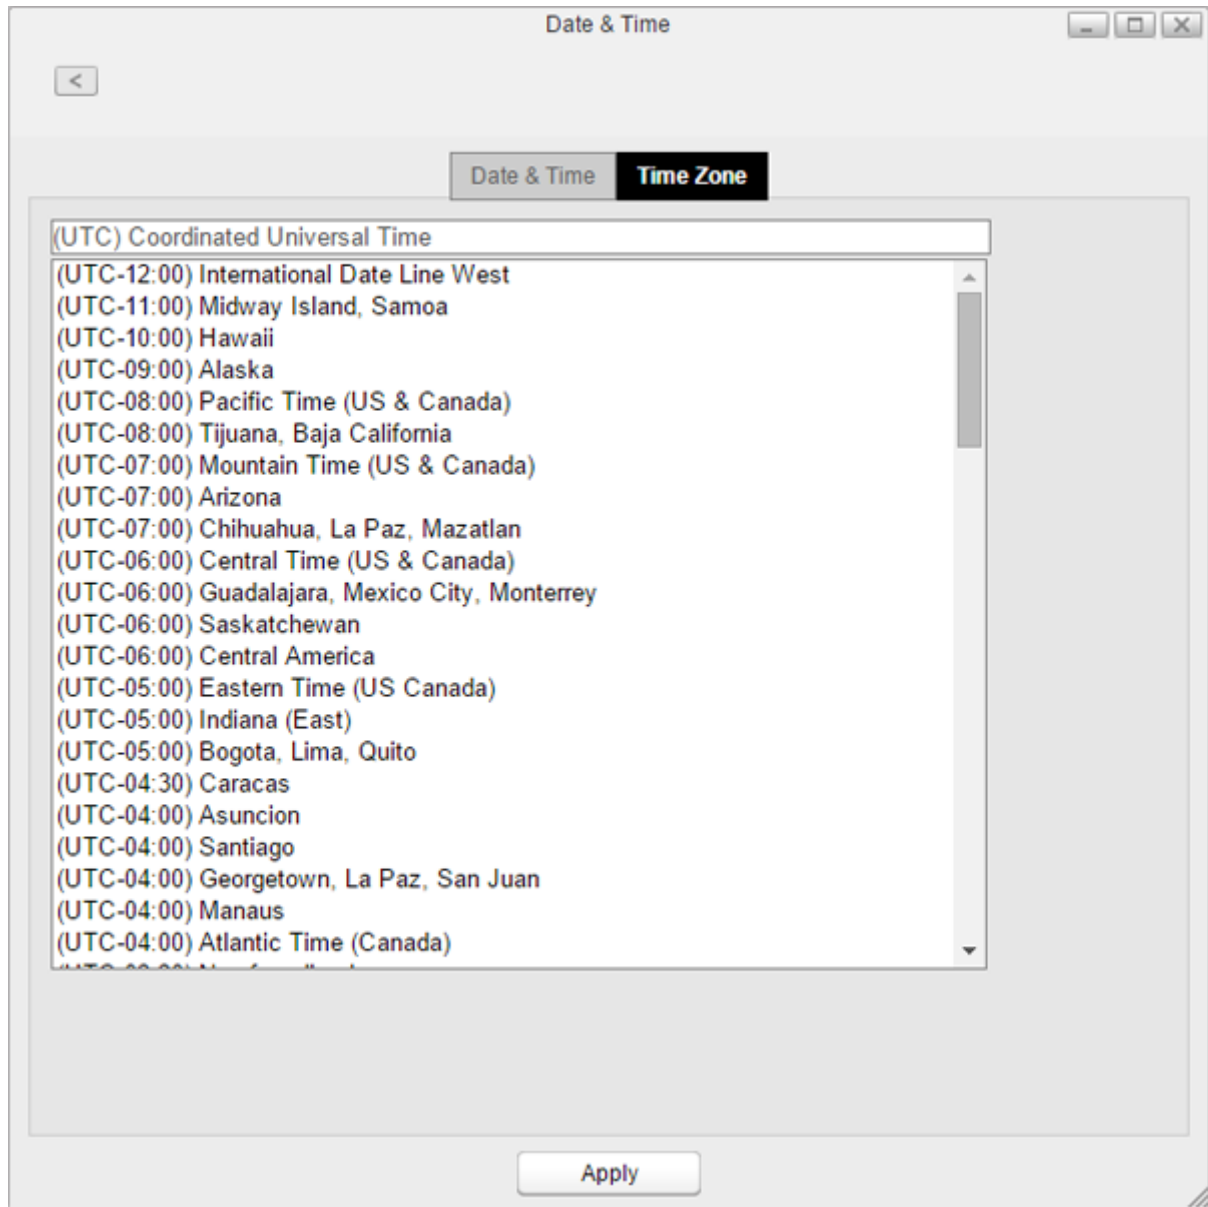 Date & Time
<
Date & Time
Time Zone
(UTC) Coordinated Universal Time
(UTC-12:00) International Date Line West
(UTC-11:00) Midway Island, Samoa
(UTC-10:00) Hawaii
(UTC-09:00) Alaska
(UTC-08:00) Pacific Time (US & Canada)
(UTC-08:00) Tijuana, Baja California
(UTC-07:00) Mountain Time (US & Canada)
(UTC-07:00) Arizona
(UTC-07:00) Chihuahua, La Paz, Mazatlan
(UTC-06:00) Central Time (US & Canada)
(UTC-06:00) Guadalajara, Mexico City, Monterrey
(UTC-06:00) Saskatchewan
(UTC-06:00) Central America
(UTC-05:00) Eastern Time (US Canada)
(UTC-05:00) Indiana (East)
(UTC-05:00) Bogota, Lima, Quito
(UTC-04:30) Caracas
(UTC-04:00) Asuncion
(UTC-04:00) Santiago
(UTC-04:00) Georgetown, La Paz, San Juan
(UTC-04:00) Manaus
(UTC-04:00) Atlantic Time (Canada)
Apply